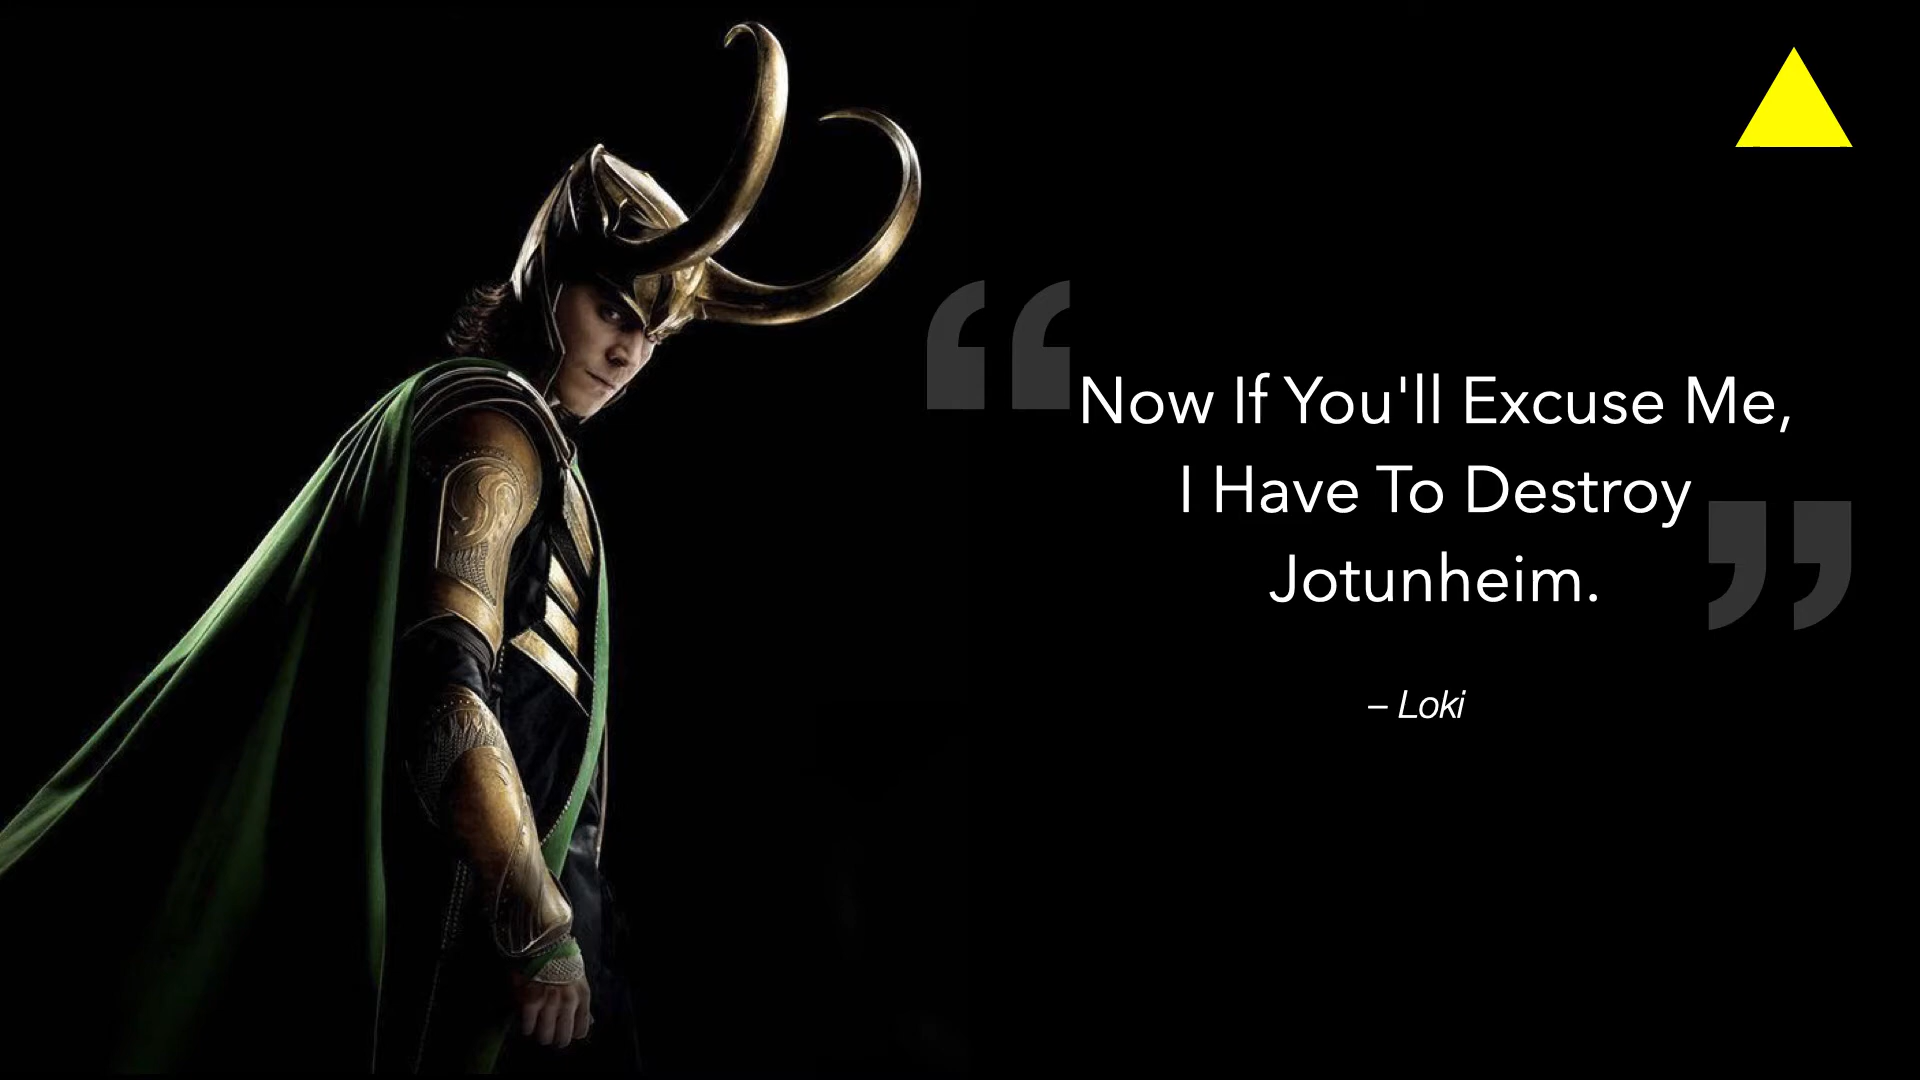 “
Now If You'll Excuse Me,
I Have To Destroy
Jotunheim.
”
– Loki